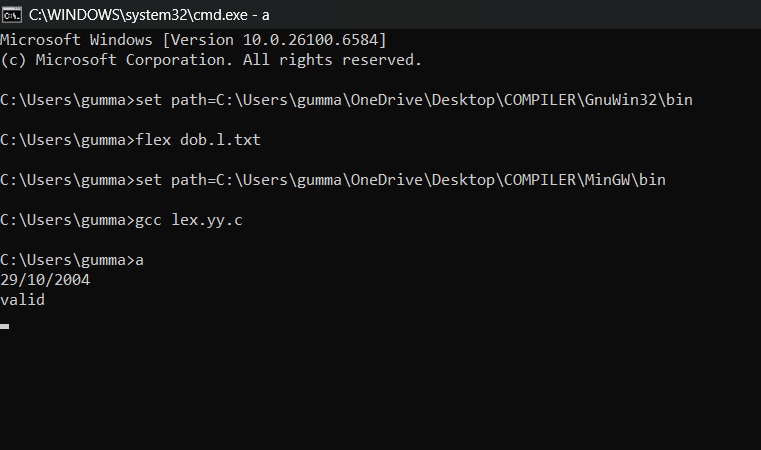 C:\WINDOWS\system32\cmd.exe - a
Microsoft Windows [Version 10.0.26100.6584]
(c) Microsoft Corporation. All rights reserved.
C:\Users\gumma>set path=C:\Users\gumma\OneDrive\Desktop\COMPILER\GnuWin32\bin
C:\Users\gumma>flex dob.l.txt
C:\Users\gumma>set path=C:\Users\gumma\OneDrive\Desktop\COMPILER\MinGW\bin
C:\Users\gumma>gcc lex.yy.c
C:\Users\gumma>a
29/10/2004
valid